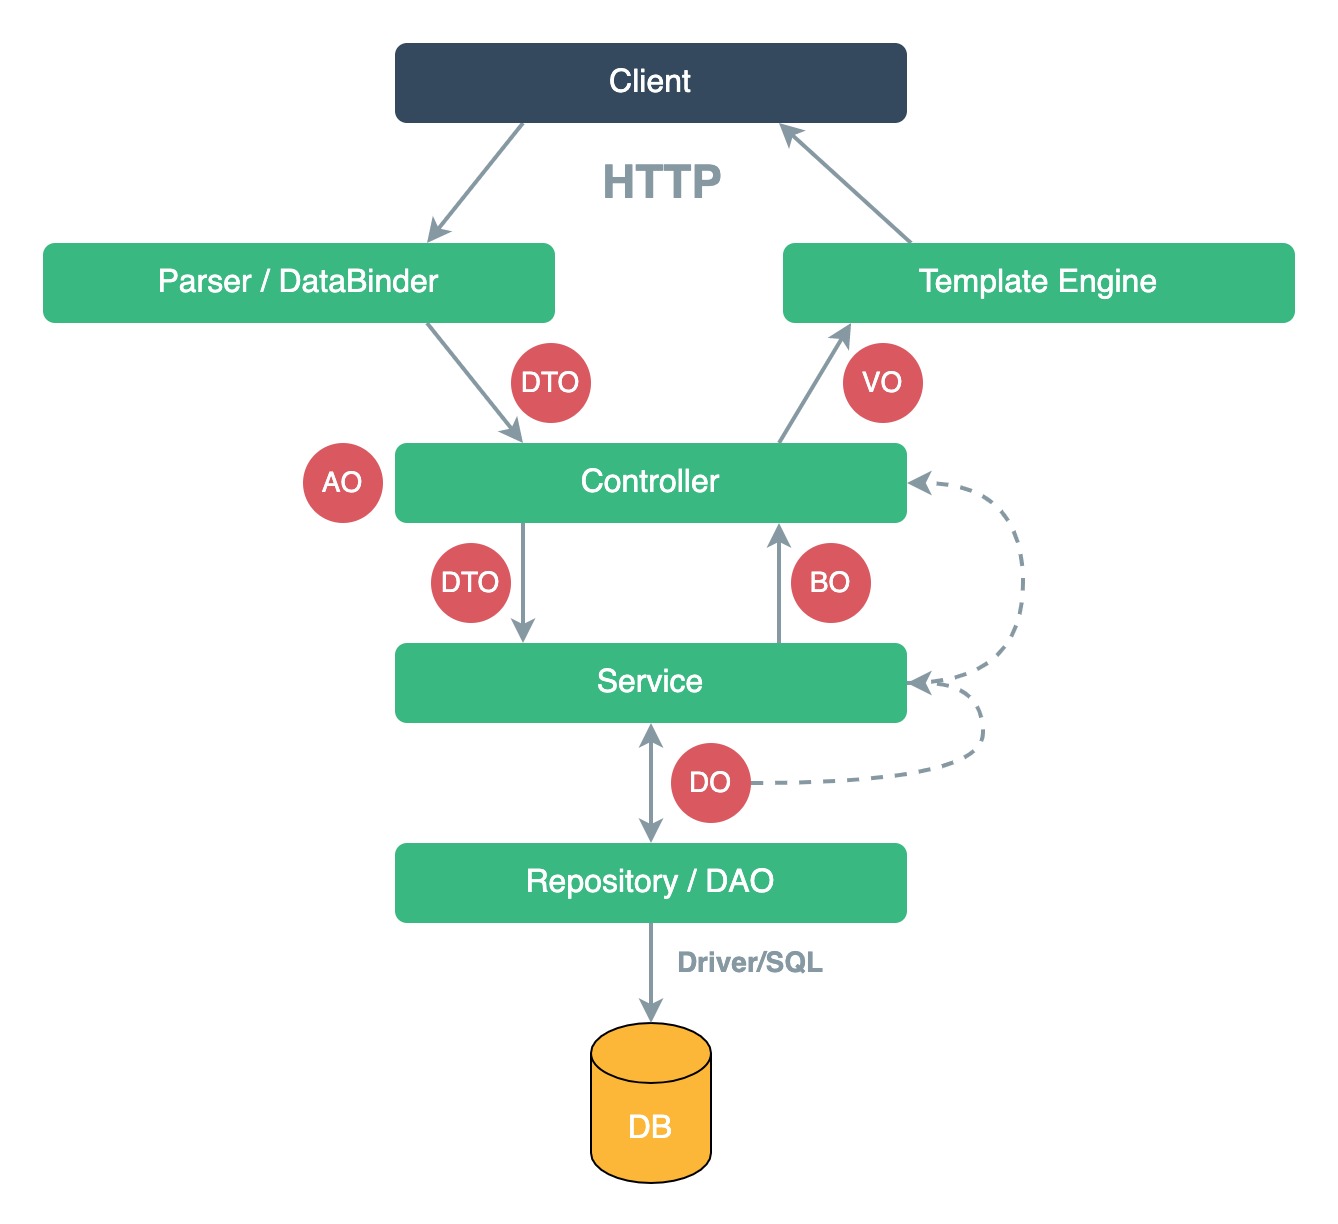 Client
HTTP
Parser / DataBinder
Template Engine
DTO
VO
AO
Controller
DTO
BO
Service
DO
Repository / DAO
Driver/SQL
DB